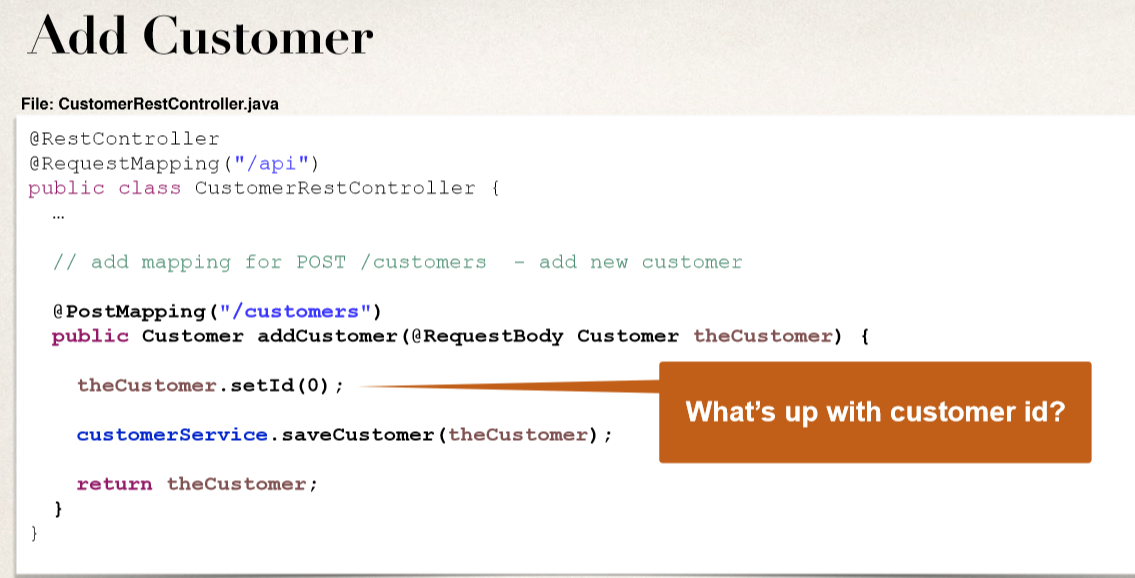 Add Customer
File: CustomerRestController.java
@RestController
@RequestMapping("/api")
public class CustomerRestController {
...
// add mapping for POST /customers  - add new customer
@PostMapping("/customers")
public Customer addCustomer(@RequestBody Customer theCustomer) {
theCustomer.setId(0);
What's up with customer id?
customerService.saveCustomer(theCustomer);
return theCustomer;
}
}